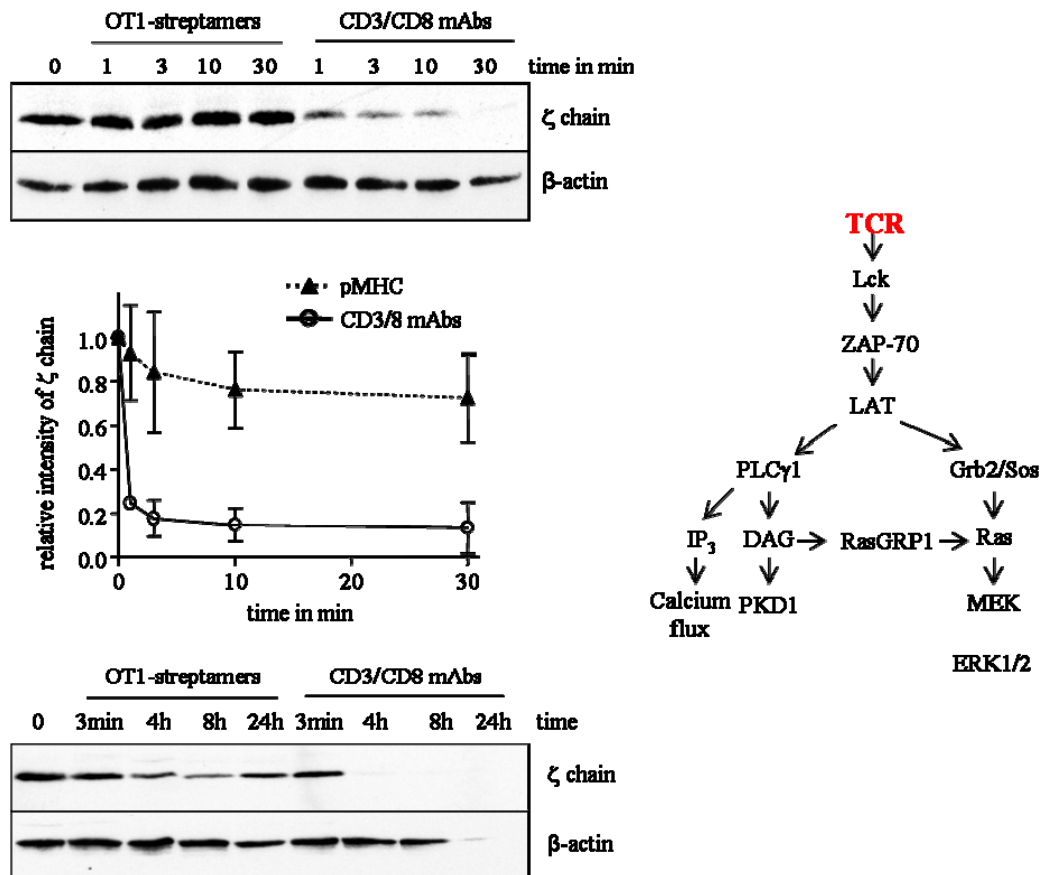 OT1-streptamers CD3/CD8 mAbs
0 1 3 10 30 1 3 10 30 time in min
ζ chain
β-actin
pMHC
CD3/8 mAbs
relative intensity of ζ chain
1.0
0.8
0.6
0.4
0.2
0.0
0 10 20 30
time in min
OT1-streptamers CD3/CD8 mAbs
0 3min 4h 8h 24h 3min 4h 8h 24h time
ζ chain
β-actin
TCR
Lck
ZAP-70
LAT
PLCγ1 Grb2/Sos
IP3 DAG RasGRP1 Ras
Calcium PKD1 MEK
flux
ERK1/2